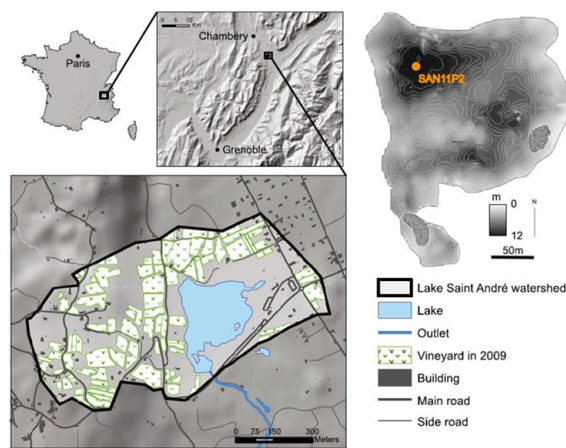 Paris
0 5 10
Km
Chambery
Grenoble
SAN11P2
m
N
0
12
50m
0 75 150 300
Meters
Lake Saint André watershed
Lake
Outlet
Vineyard in 2009
Building
Main road
Side road